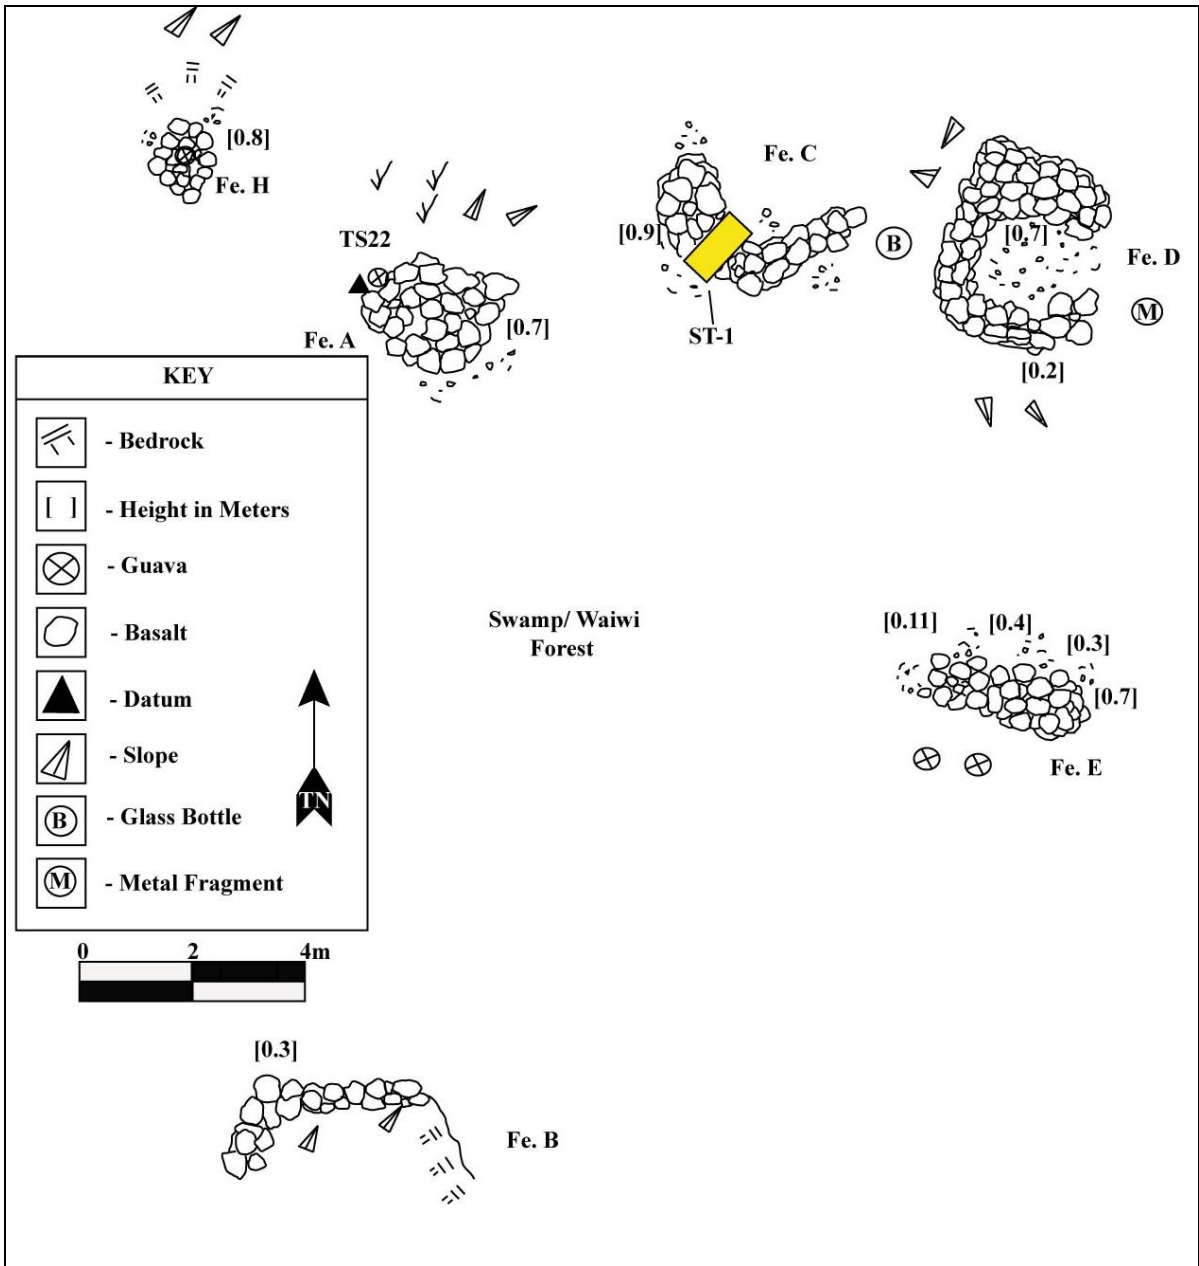 [0.8]
Fe. H
Fe. C
TS22
[0.9]
B
[0.7]
Fe. D
M
[0.7]
Fe. A
ST-1
[0.2]
KEY
- Bedrock
[ ] - Height in Meters
- Guava
- Basalt
- Datum
- Slope
B - Glass Bottle
M - Metal Fragment
TN
Swamp/ Waiwi
Forest
[0.11]
[0.4]
[0.3]
[0.7]
Fe. E
0 2 4m
[0.3]
Fe. B